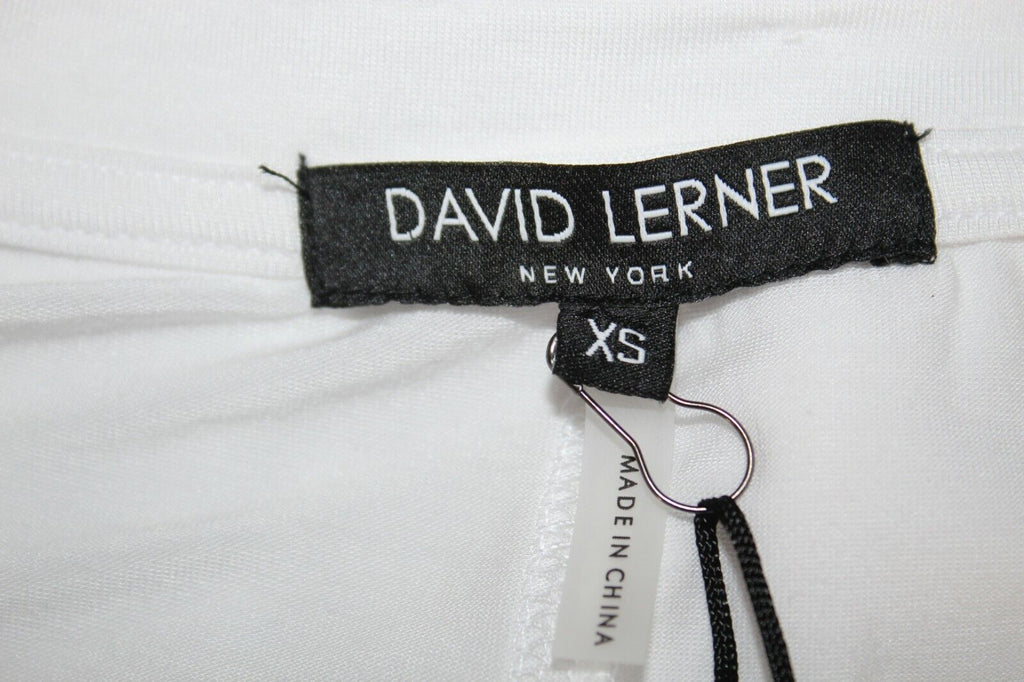 DAVID LERNER
NEW YORK
XS
MADE IN CHINA